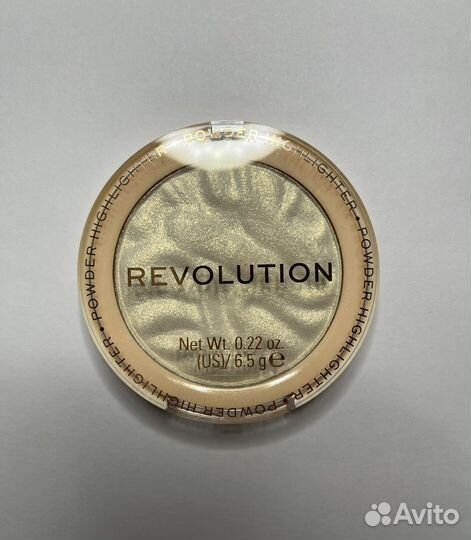 POWDER HIGHLIGHTER • POWDER HIGHLIGHTER • POWDER HIGHLIGHTER •
REVOLUTION
Net Wt. 0.22 oz.
(US)/ 6.5 g ℮
Avito